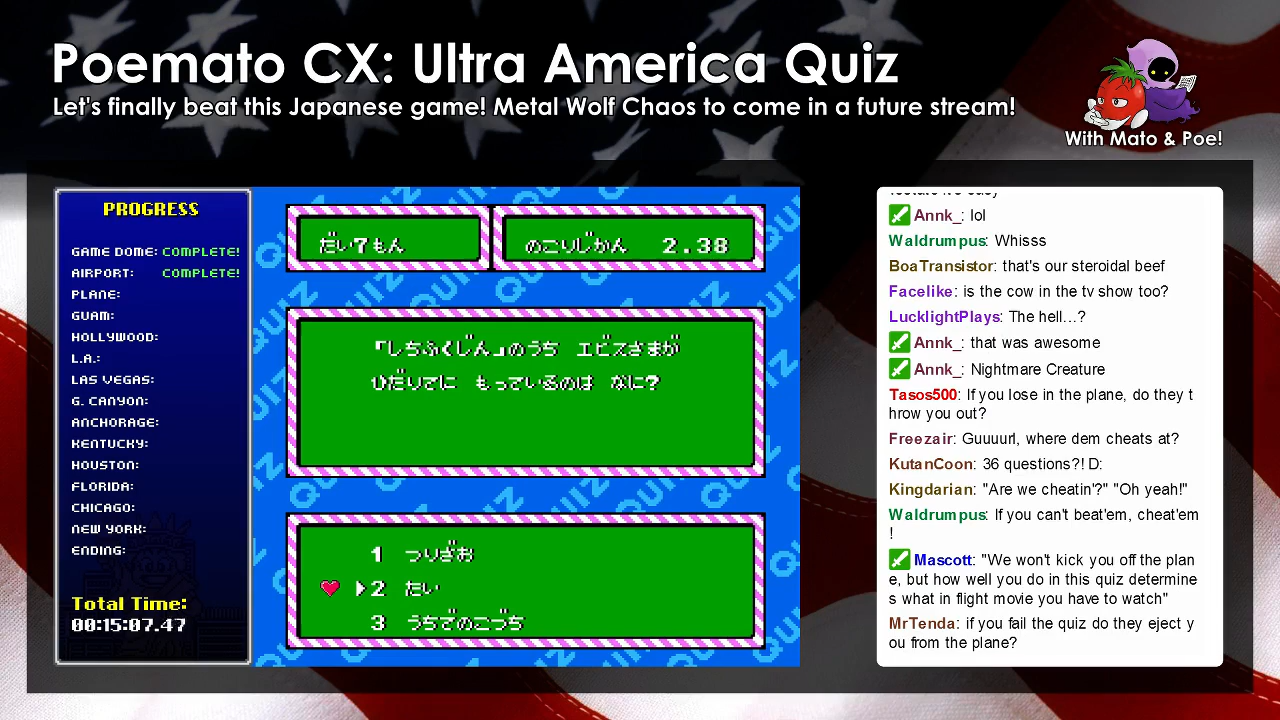 Poemato CX: Ultra America Quiz
Let's finally beat this Japanese game! Metal Wolf Chaos to come in a future stream!
With Mato & Poe!
PROGRESS
GAME DOME: COMPLETE!
AIRPORT: COMPLETE!
PLANE:
GUAM:
HOLLYWOOD:
L.A.:
LAS VEGAS:
G. CANYON:
ANCHORAGE:
KENTUCKY:
HOUSTON:
FLORIDA:
CHICAGO:
NEW YORK:
ENDING:
Total Time:
00:15:07.47
だい7もん
のこりじかん 2.38
「しちふくじん」のうち エビスさまが
ひだりてに もっているのは なに?
1 つりざお
2 たい
3 うちでのこづち
Annk_: lol
Waldrumpus: Whisss
BoaTransistor: that's our steroidal beef
Facelike: is the cow in the tv show too?
LucklightPlays: The hell...?
Annk_: that was awesome
Annk_: Nightmare Creature
Tasos500: If you lose in the plane, do they t
hrow you out?
Freezair: Guuuurl, where dem cheats at?
KutanCoon: 36 questions?! D:
Kingdarian: "Are we cheatin'?" "Oh yeah!"
Waldrumpus: If you can't beat'em, cheat'em
!
Mascott: "We won't kick you off the plan
e, but how well you do in this quiz determine
s what in flight movie you have to watch"
MrTenda: if you fail the quiz do they eject y
ou from the plane?